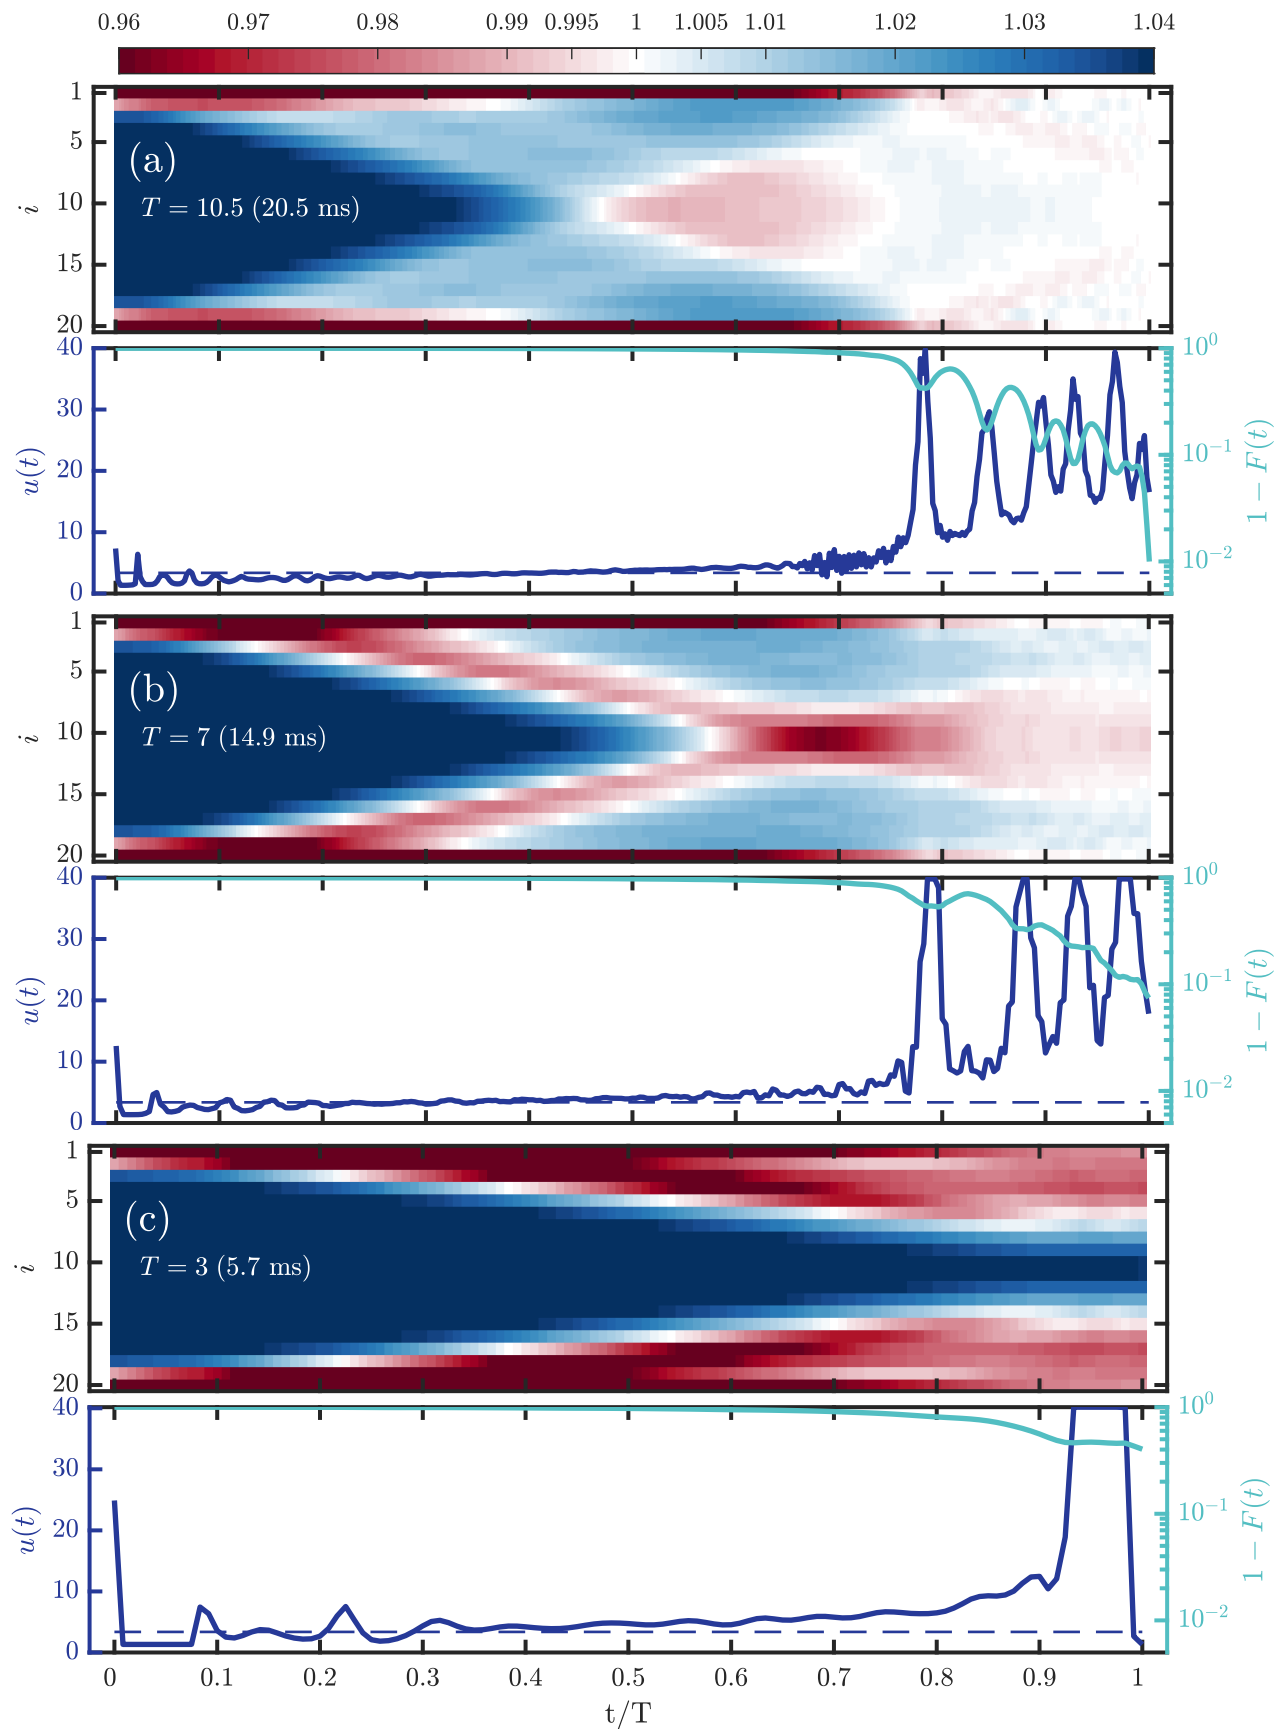 0.96 0.97 0.98 0.99 0.995 1 1.005 1.01 1.02 1.03 1.04
1
5
10
15
20
i
(a)
T = 10.5 (20.5 ms)
40
30
20
10
0
u(t)
10^0
10^−1
10^−2
1 − F(t)
1
5
10
15
20
i
(b)
T = 7 (14.9 ms)
40
30
20
10
0
u(t)
10^0
10^−1
10^−2
1 − F(t)
1
5
10
15
20
i
(c)
T = 3 (5.7 ms)
40
30
20
10
0
u(t)
10^0
10^−1
10^−2
1 − F(t)
0 0.1 0.2 0.3 0.4 0.5 0.6 0.7 0.8 0.9 1
t/T